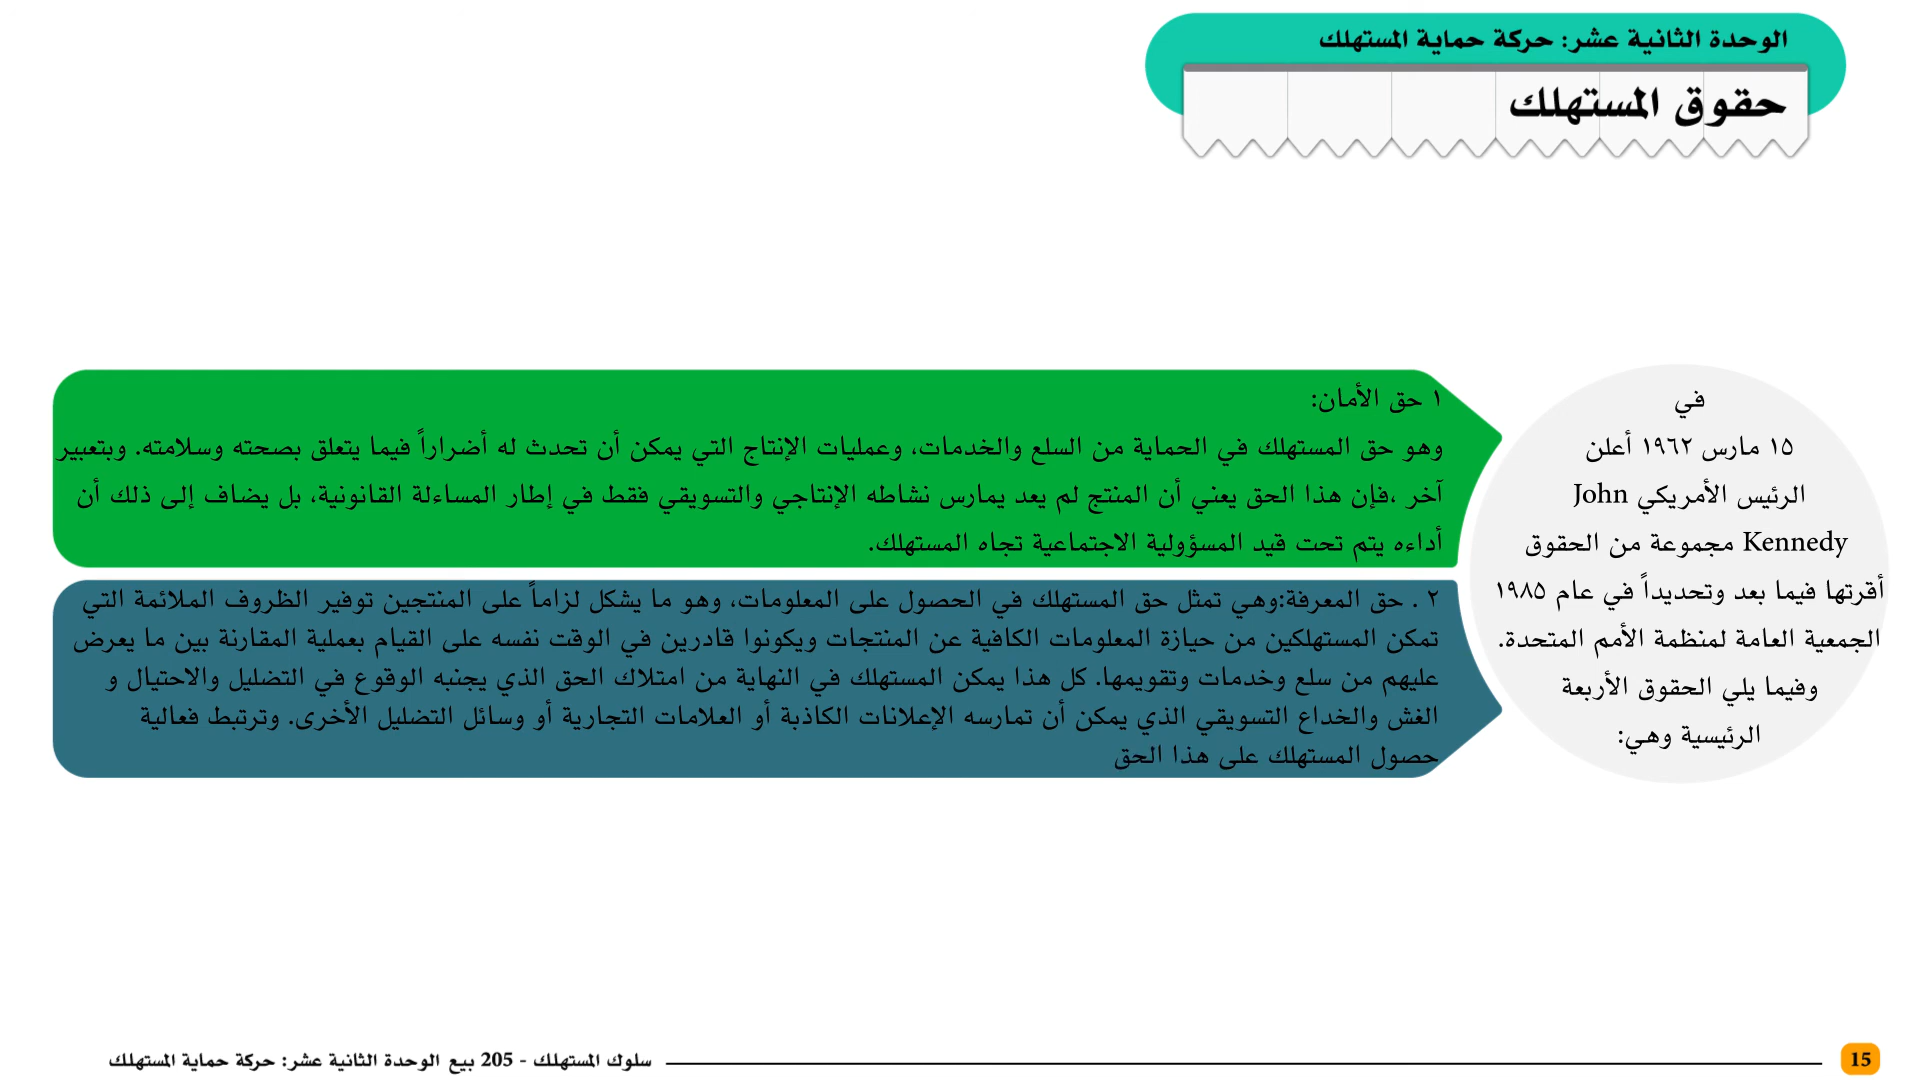 الوحدة الثانية عشر: حركة حماية المستهلك
حقوق المستهلك
في
١٥ مارس ١٩٦٢ أعلن
الرئيس الأمريكي John
Kennedy مجموعة من الحقوق
أقرتها فيما بعد وتحديداً في عام ١٩٨٥
الجمعية العامة لمنظمة الأمم المتحدة.
وفيما يلي الحقوق الأربعة
الرئيسية وهي:
١ حق الأمان:
وهو حق المستهلك في الحماية من السلع والخدمات، وعمليات الإنتاج التي يمكن أن تحدث له أضراراً فيما يتعلق بصحته وسلامته. وبتعبير
آخر ،فإن هذا الحق يعني أن المنتج لم يعد يمارس نشاطه الإنتاجي والتسويقي فقط في إطار المساءلة القانونية، بل يضاف إلى ذلك أن
أداءه يتم تحت قيد المسؤولية الاجتماعية تجاه المستهلك.
٢ . حق المعرفة:وهي تمثل حق المستهلك في الحصول على المعلومات، وهو ما يشكل لزاماً على المنتجين توفير الظروف الملائمة التي
تمكن المستهلكين من حيازة المعلومات الكافية عن المنتجات ويكونوا قادرين في الوقت نفسه على القيام بعملية المقارنة بين ما يعرض
عليهم من سلع وخدمات وتقويمها. كل هذا يمكن المستهلك في النهاية من امتلاك الحق الذي يجنبه الوقوع في التضليل والاحتيال و
الغش والخداع التسويقي الذي يمكن أن تمارسه الإعلانات الكاذبة أو العلامات التجارية أو وسائل التضليل الأخرى. وترتبط فعالية
حصول المستهلك على هذا الحق
سلوك المستهلك - 205 بيع الوحدة الثانية عشر: حركة حماية المستهلك
15